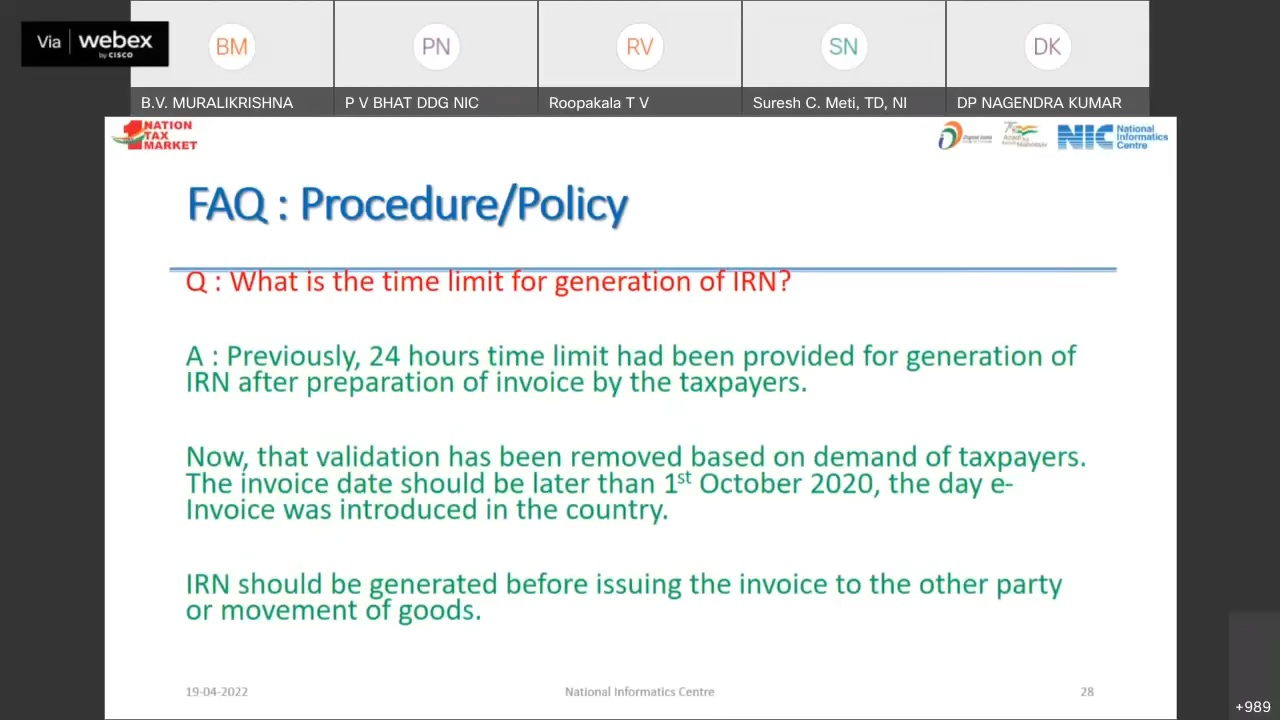 Via webex
by CISCO
BM
PN
RV
SN
DK
B.V. MURALIKRISHNA
P V BHAT DDG NIC
Roopakala T V
Suresh C. Meti, TD, NI
DP NAGENDRA KUMAR
1 NATION
TAX
MARKET
NIC National
Informatics
Centre
FAQ : Procedure/Policy
Q : What is the time limit for generation of IRN?
A : Previously, 24 hours time limit had been provided for generation of
IRN after preparation of invoice by the taxpayers.
Now, that validation has been removed based on demand of taxpayers.
The invoice date should be later than 1st October 2020, the day e-
Invoice was introduced in the country.
IRN should be generated before issuing the invoice to the other party
or movement of goods.
19-04-2022
National Informatics Centre
28
+989